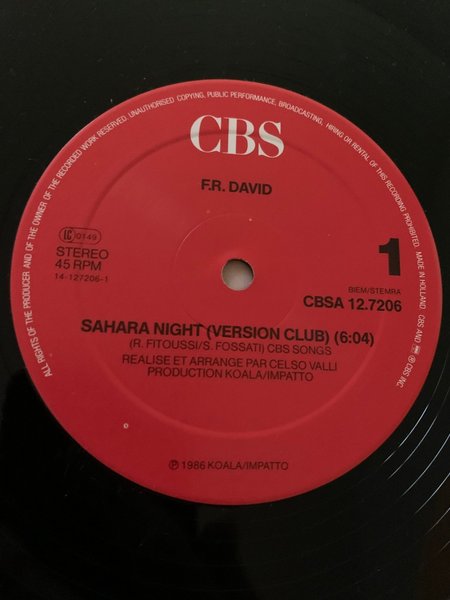 ALL RIGHTS OF THE PRODUCER AND OF THE OWNER OF THE RECORDED WORK RESERVED. UNAUTHORISED COPYING, PUBLIC PERFORMANCE, BROADCASTING, HIRING OR RENTAL OF THIS RECORDING PROHIBITED. MADE IN HOLLAND CBS AND ARE ® CBS INC
CBS
F.R. DAVID
LC 0149
STEREO
45 RPM
14-127206-1
1
BIEM/STEMRA
CBSA 12.7206
SAHARA NIGHT (VERSION CLUB) (6:04)
(R. FITOUSSI/S. FOSSATI) CBS SONGS
REALISE ET ARRANGE PAR CELSO VALLI
PRODUCTION KOALA/IMPATTO
℗ 1986 KOALA/IMPATTO